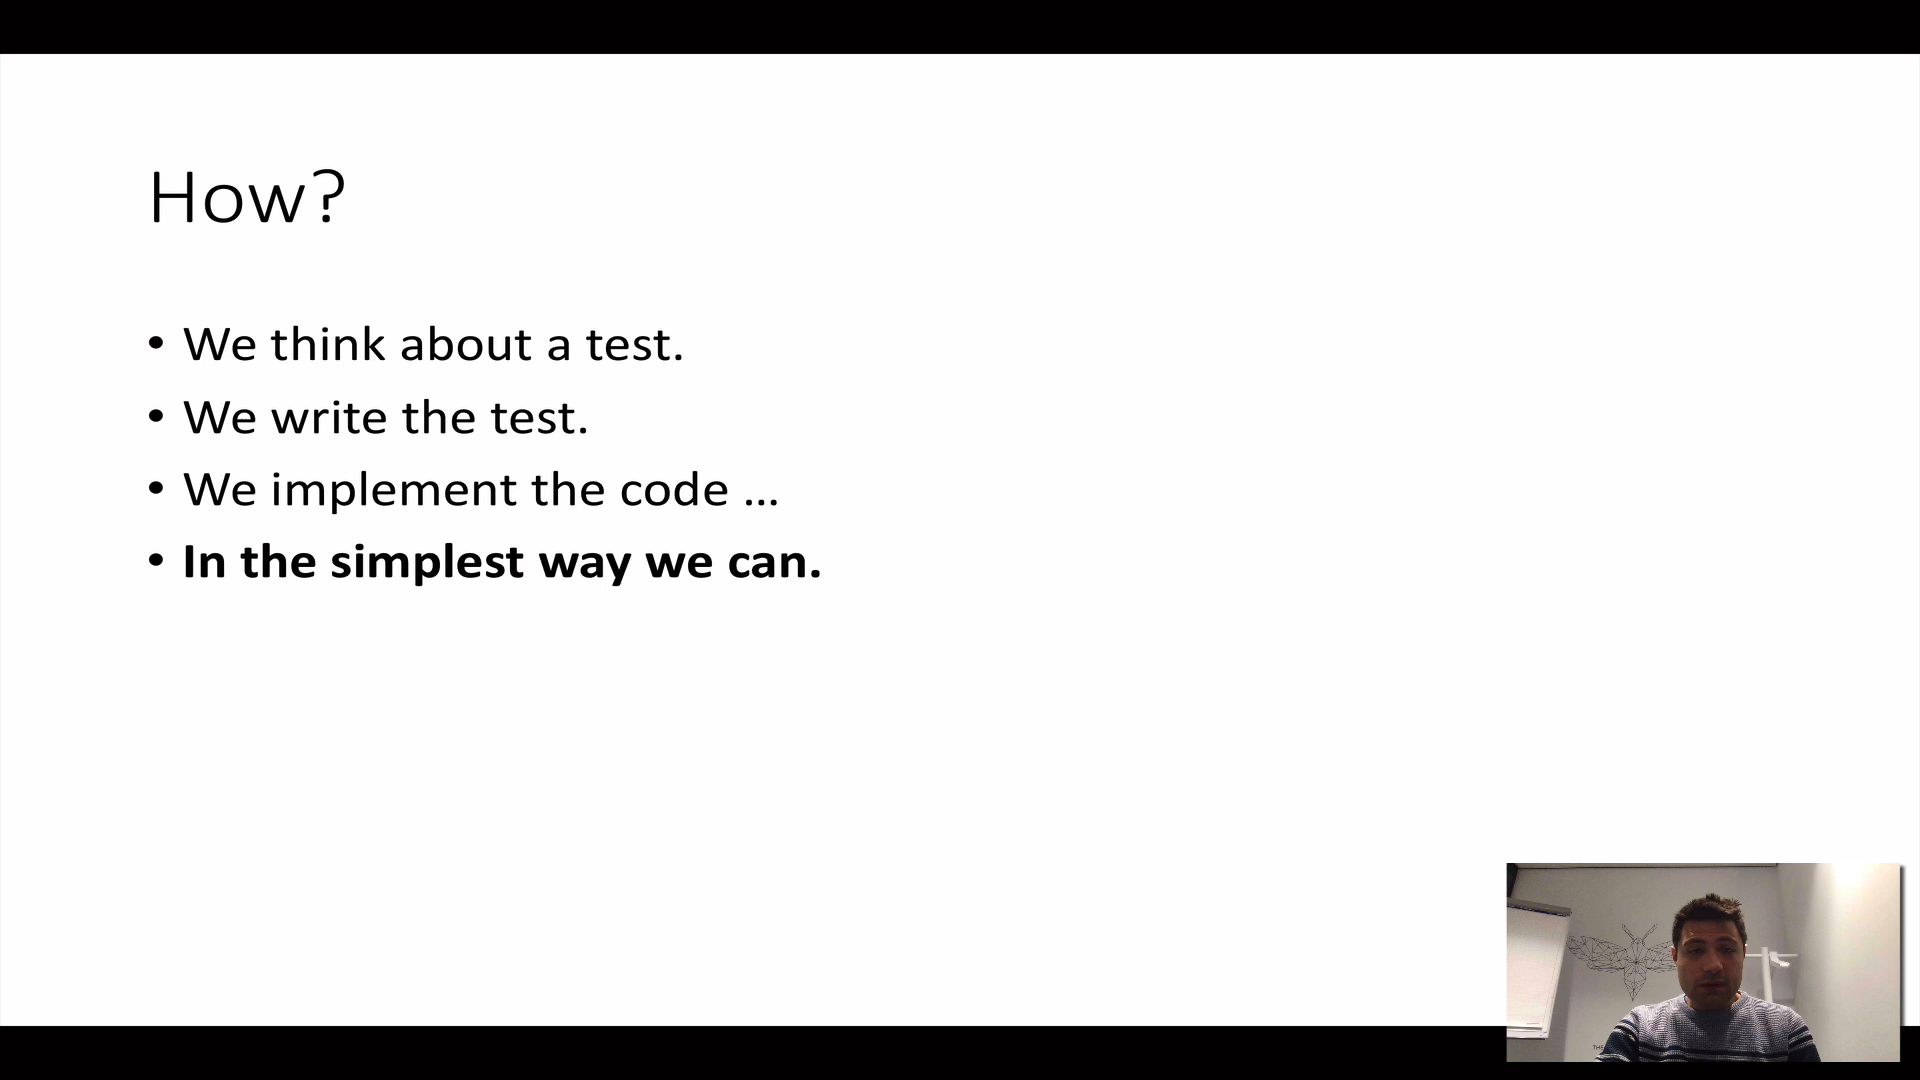 How?
• We think about a test.
• We write the test.
• We implement the code ...
• In the simplest way we can.
THE